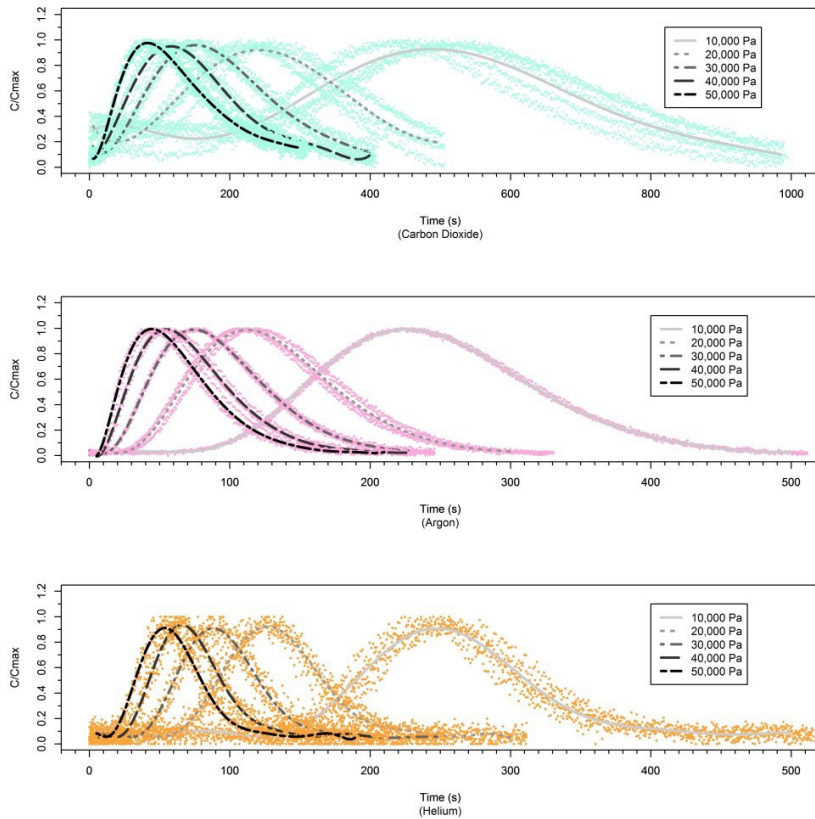 C/Cmax
0.0 0.2 0.4 0.6 0.8 1.0 1.2
10,000 Pa
20,000 Pa
30,000 Pa
40,000 Pa
50,000 Pa
0 200 400 600 800 1000
Time (s)
(Carbon Dioxide)
C/Cmax
0.0 0.2 0.4 0.6 0.8 1.0 1.2
10,000 Pa
20,000 Pa
30,000 Pa
40,000 Pa
50,000 Pa
0 100 200 300 400 500
Time (s)
(Argon)
C/Cmax
0.0 0.2 0.4 0.6 0.8 1.0 1.2
10,000 Pa
20,000 Pa
30,000 Pa
40,000 Pa
50,000 Pa
0 100 200 300 400 500
Time (s)
(Helium)